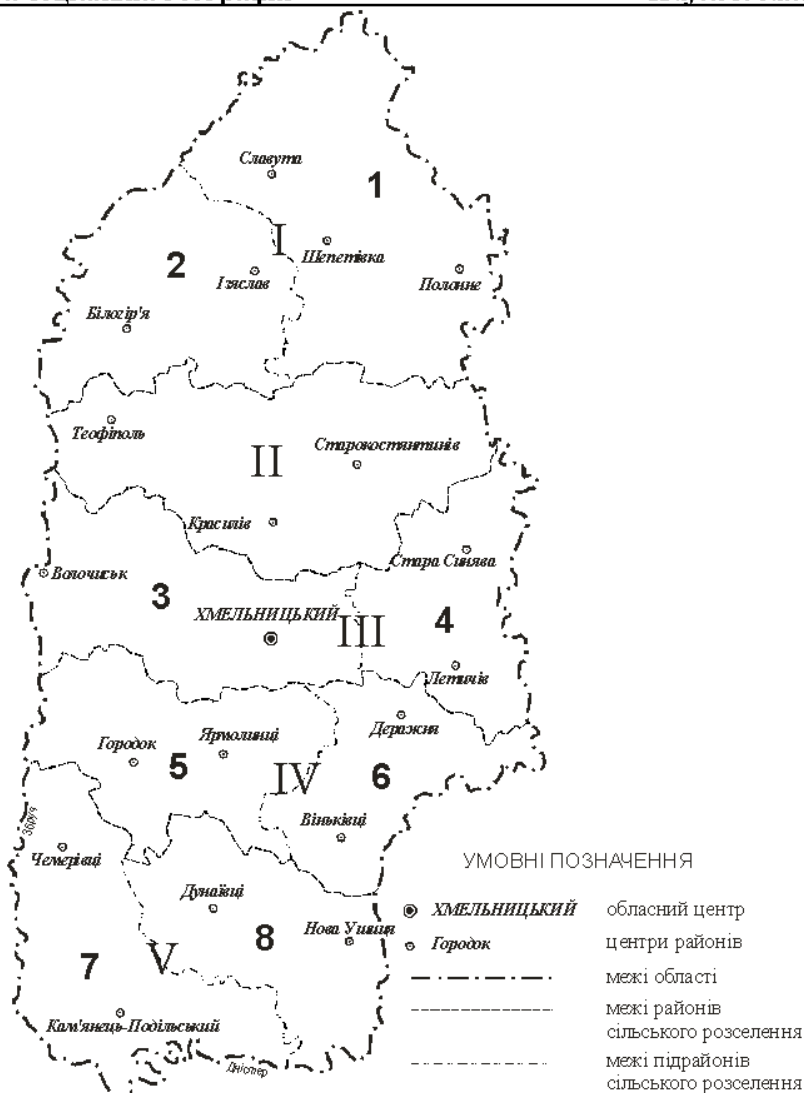 Славута
1
I
Шепетівка
2
Ізяслав
Полонне
Білогір'я
Теофіполь
Старокостянтинів
II
Красилів
Стара Синява
Волочиськ
3
ХМЕЛЬНИЦЬКИЙ
III
4
Летичів
Деражня
Ярмолинці
Городок
5
IV
6
Збруч
Віньківці
Чемерівці
УМОВНІ ПОЗНАЧЕННЯ
Дунаївці
ХМЕЛЬНИЦЬКИЙ обласний центр
8
Нова Ушиця
Городок центри районів
V
7
межі області
Кам'янець-Подільський
межі районів
сільського розселення
Дністер
межі підрайонів
сільського розселення